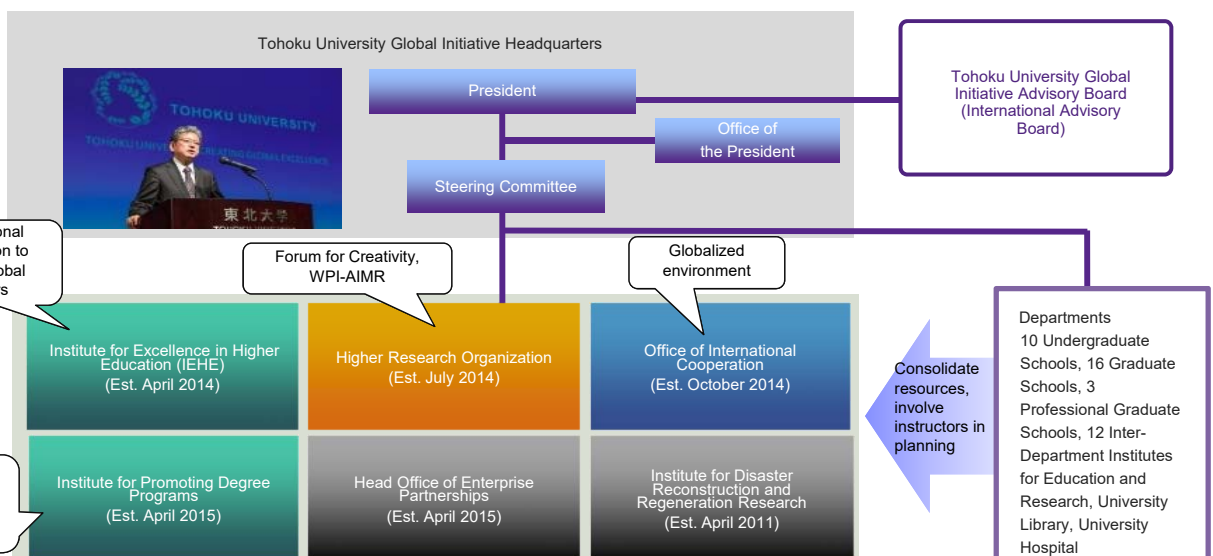 Tohoku University Global Initiative Headquarters
TOHOKU UNIVERSITY
TOHOKU UNIVERSITY CREATING GLOBAL EXCELLENCE
東北大学
President
Office of
the President
Steering Committee
Tohoku University Global
Initiative Advisory Board
(International Advisory
Board)
Forum for Creativity,
WPI-AIMR
Globalized
environment
Institute for Excellence in Higher
Education (IEHE)
(Est. April 2014)
Higher Research Organization
(Est. July 2014)
Office of International
Cooperation
(Est. October 2014)
Institute for Promoting Degree
Programs
(Est. April 2015)
Head Office of Enterprise
Partnerships
(Est. April 2015)
Institute for Disaster
Reconstruction and
Regeneration Research
(Est. April 2011)
Consolidate
resources,
involve
instructors in
planning
Departments
10 Undergraduate
Schools, 16 Graduate
Schools, 3
Professional Graduate
Schools, 12 Inter-
Department Institutes
for Education and
Research, University
Library, University
Hospital